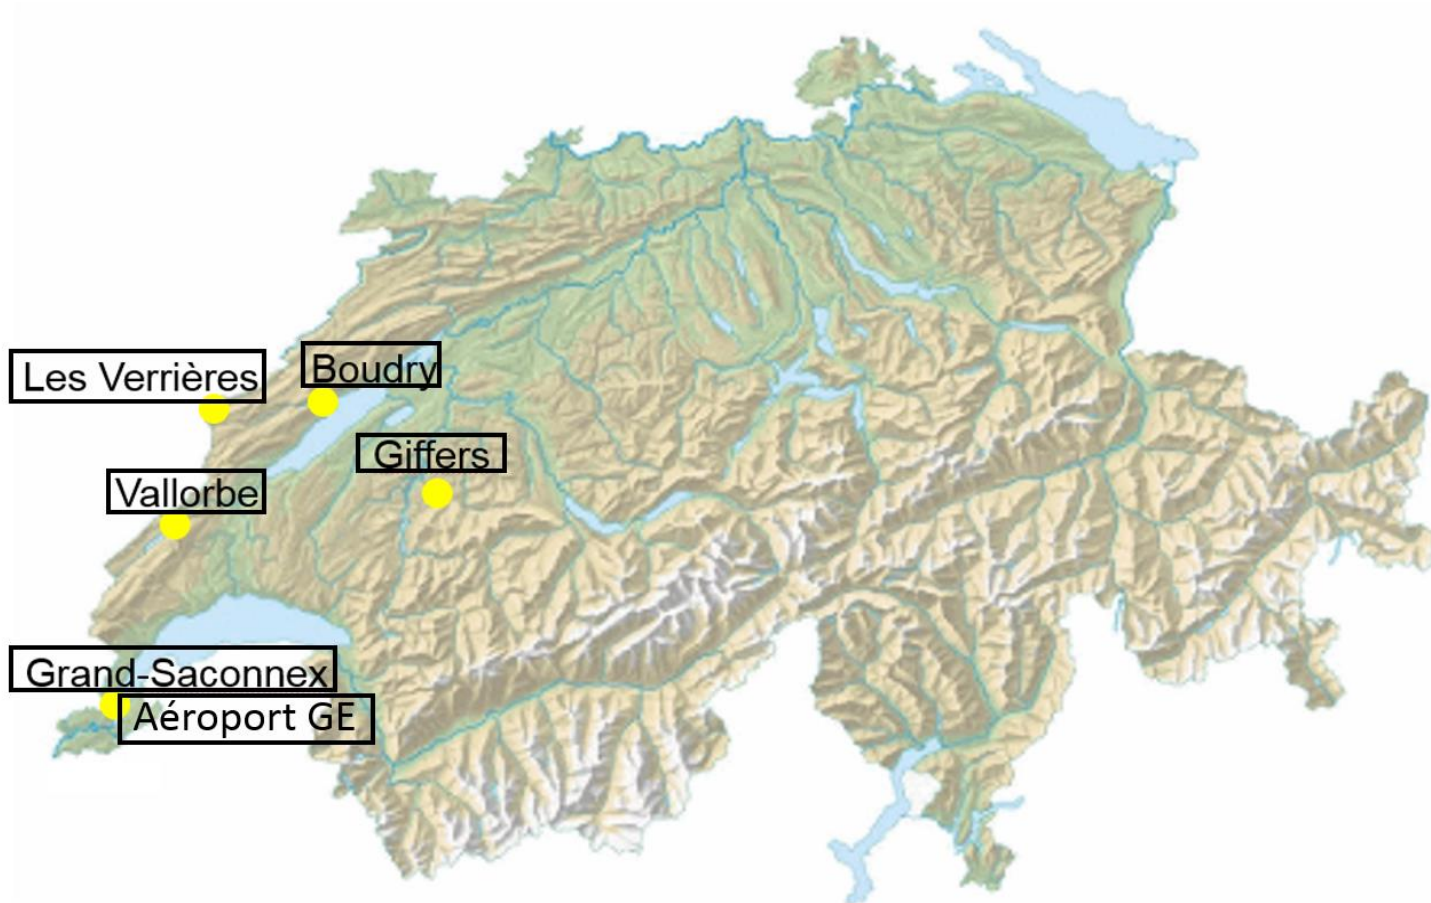 Les Verrières
Boudry
Giffers
Vallorbe
Grand-Saconnex
Aéroport GE